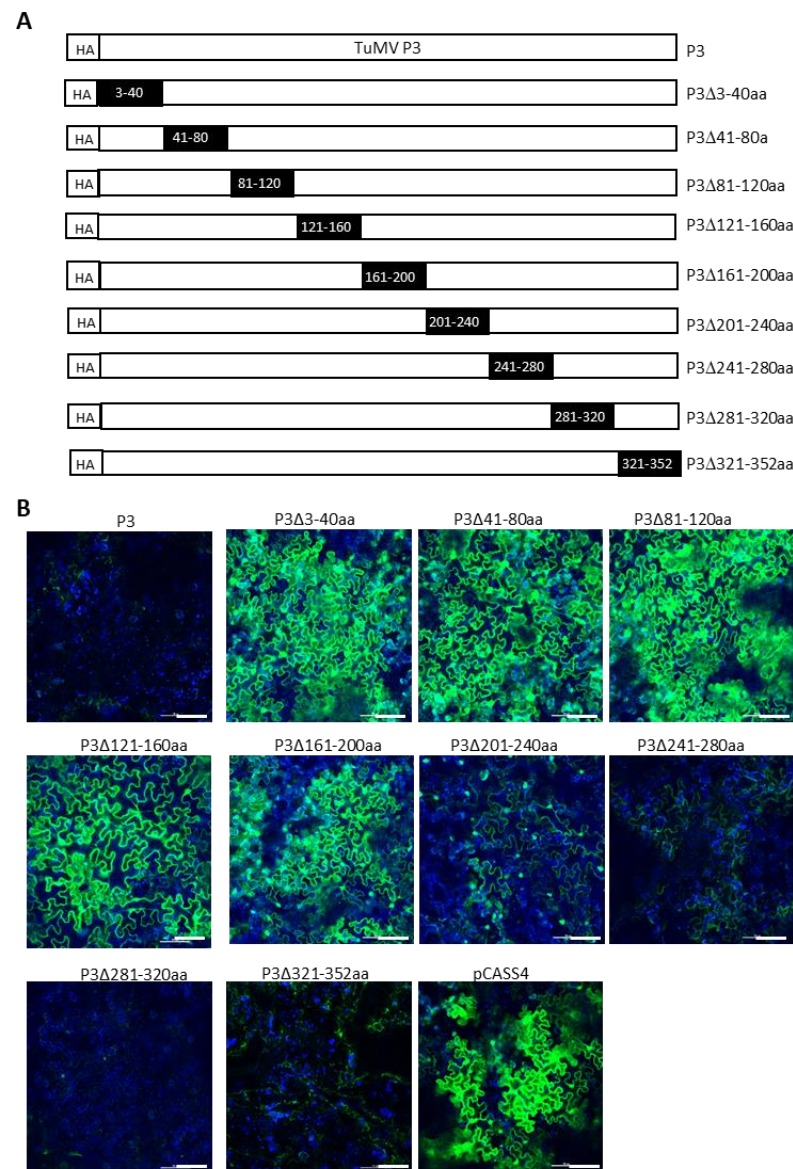 A
HA TuMV P3 P3
HA 3-40 P3Δ3-40aa
HA 41-80 P3Δ41-80a
HA 81-120 P3Δ81-120aa
HA 121-160 P3Δ121-160aa
HA 161-200 P3Δ161-200aa
HA 201-240 P3Δ201-240aa
HA 241-280 P3Δ241-280aa
HA 281-320 P3Δ281-320aa
HA 321-352 P3Δ321-352aa
B
P3 P3Δ3-40aa P3Δ41-80aa P3Δ81-120aa
P3Δ121-160aa P3Δ161-200aa P3Δ201-240aa P3Δ241-280aa
P3Δ281-320aa P3Δ321-352aa pCASS4